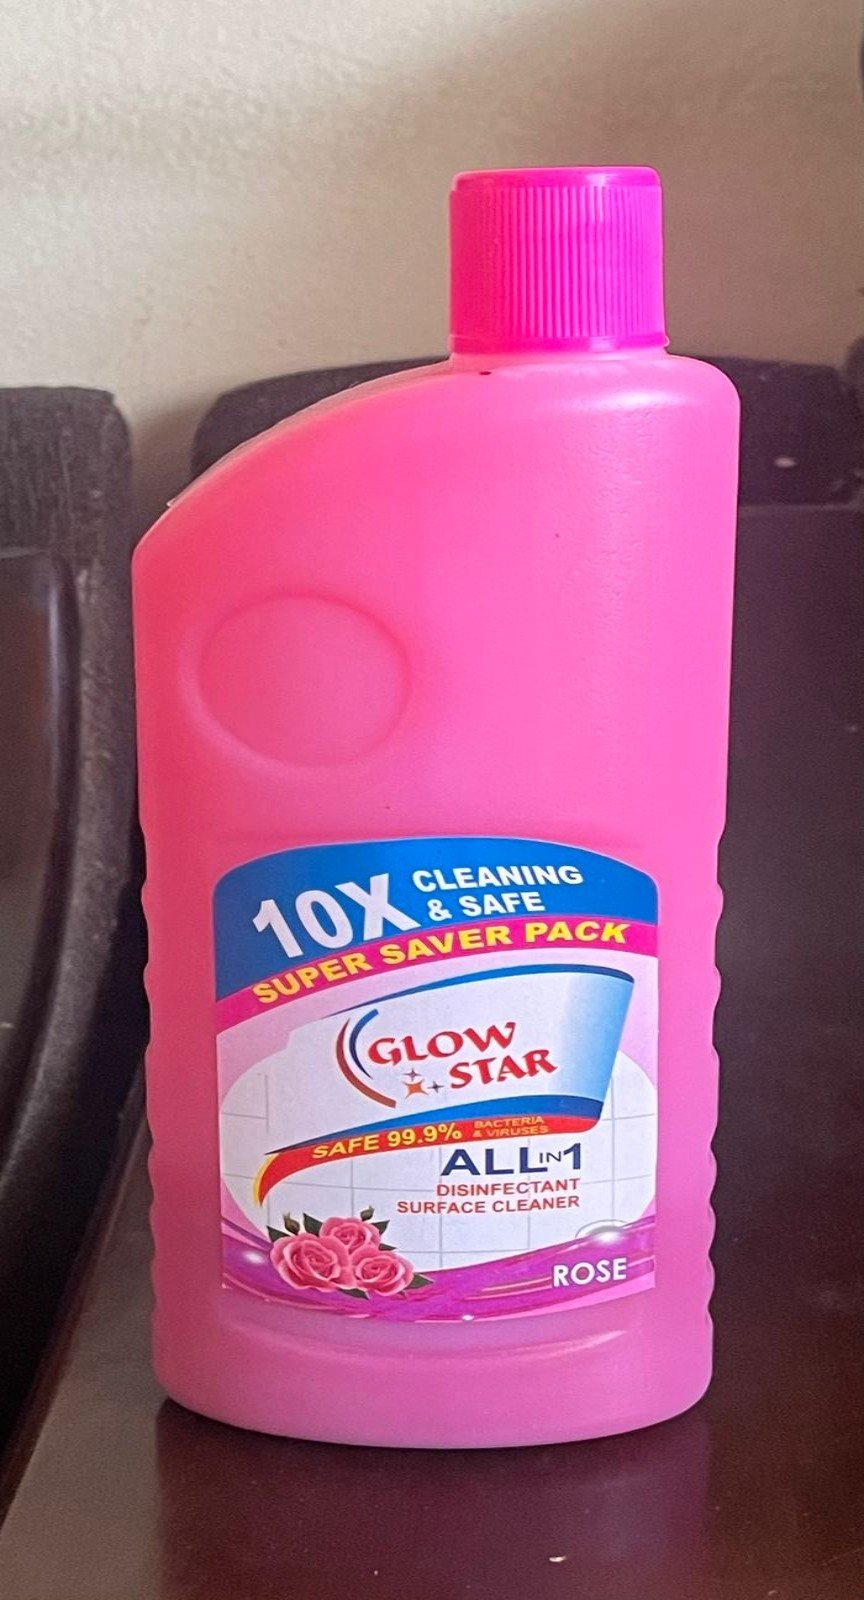 10X CLEANING
& SAFE
SUPER SAVER PACK
GLOW
STAR
SAFE 99.9% BACTERIA
& VIRUSES
ALL IN 1
DISINFECTANT
SURFACE CLEANER
ROSE